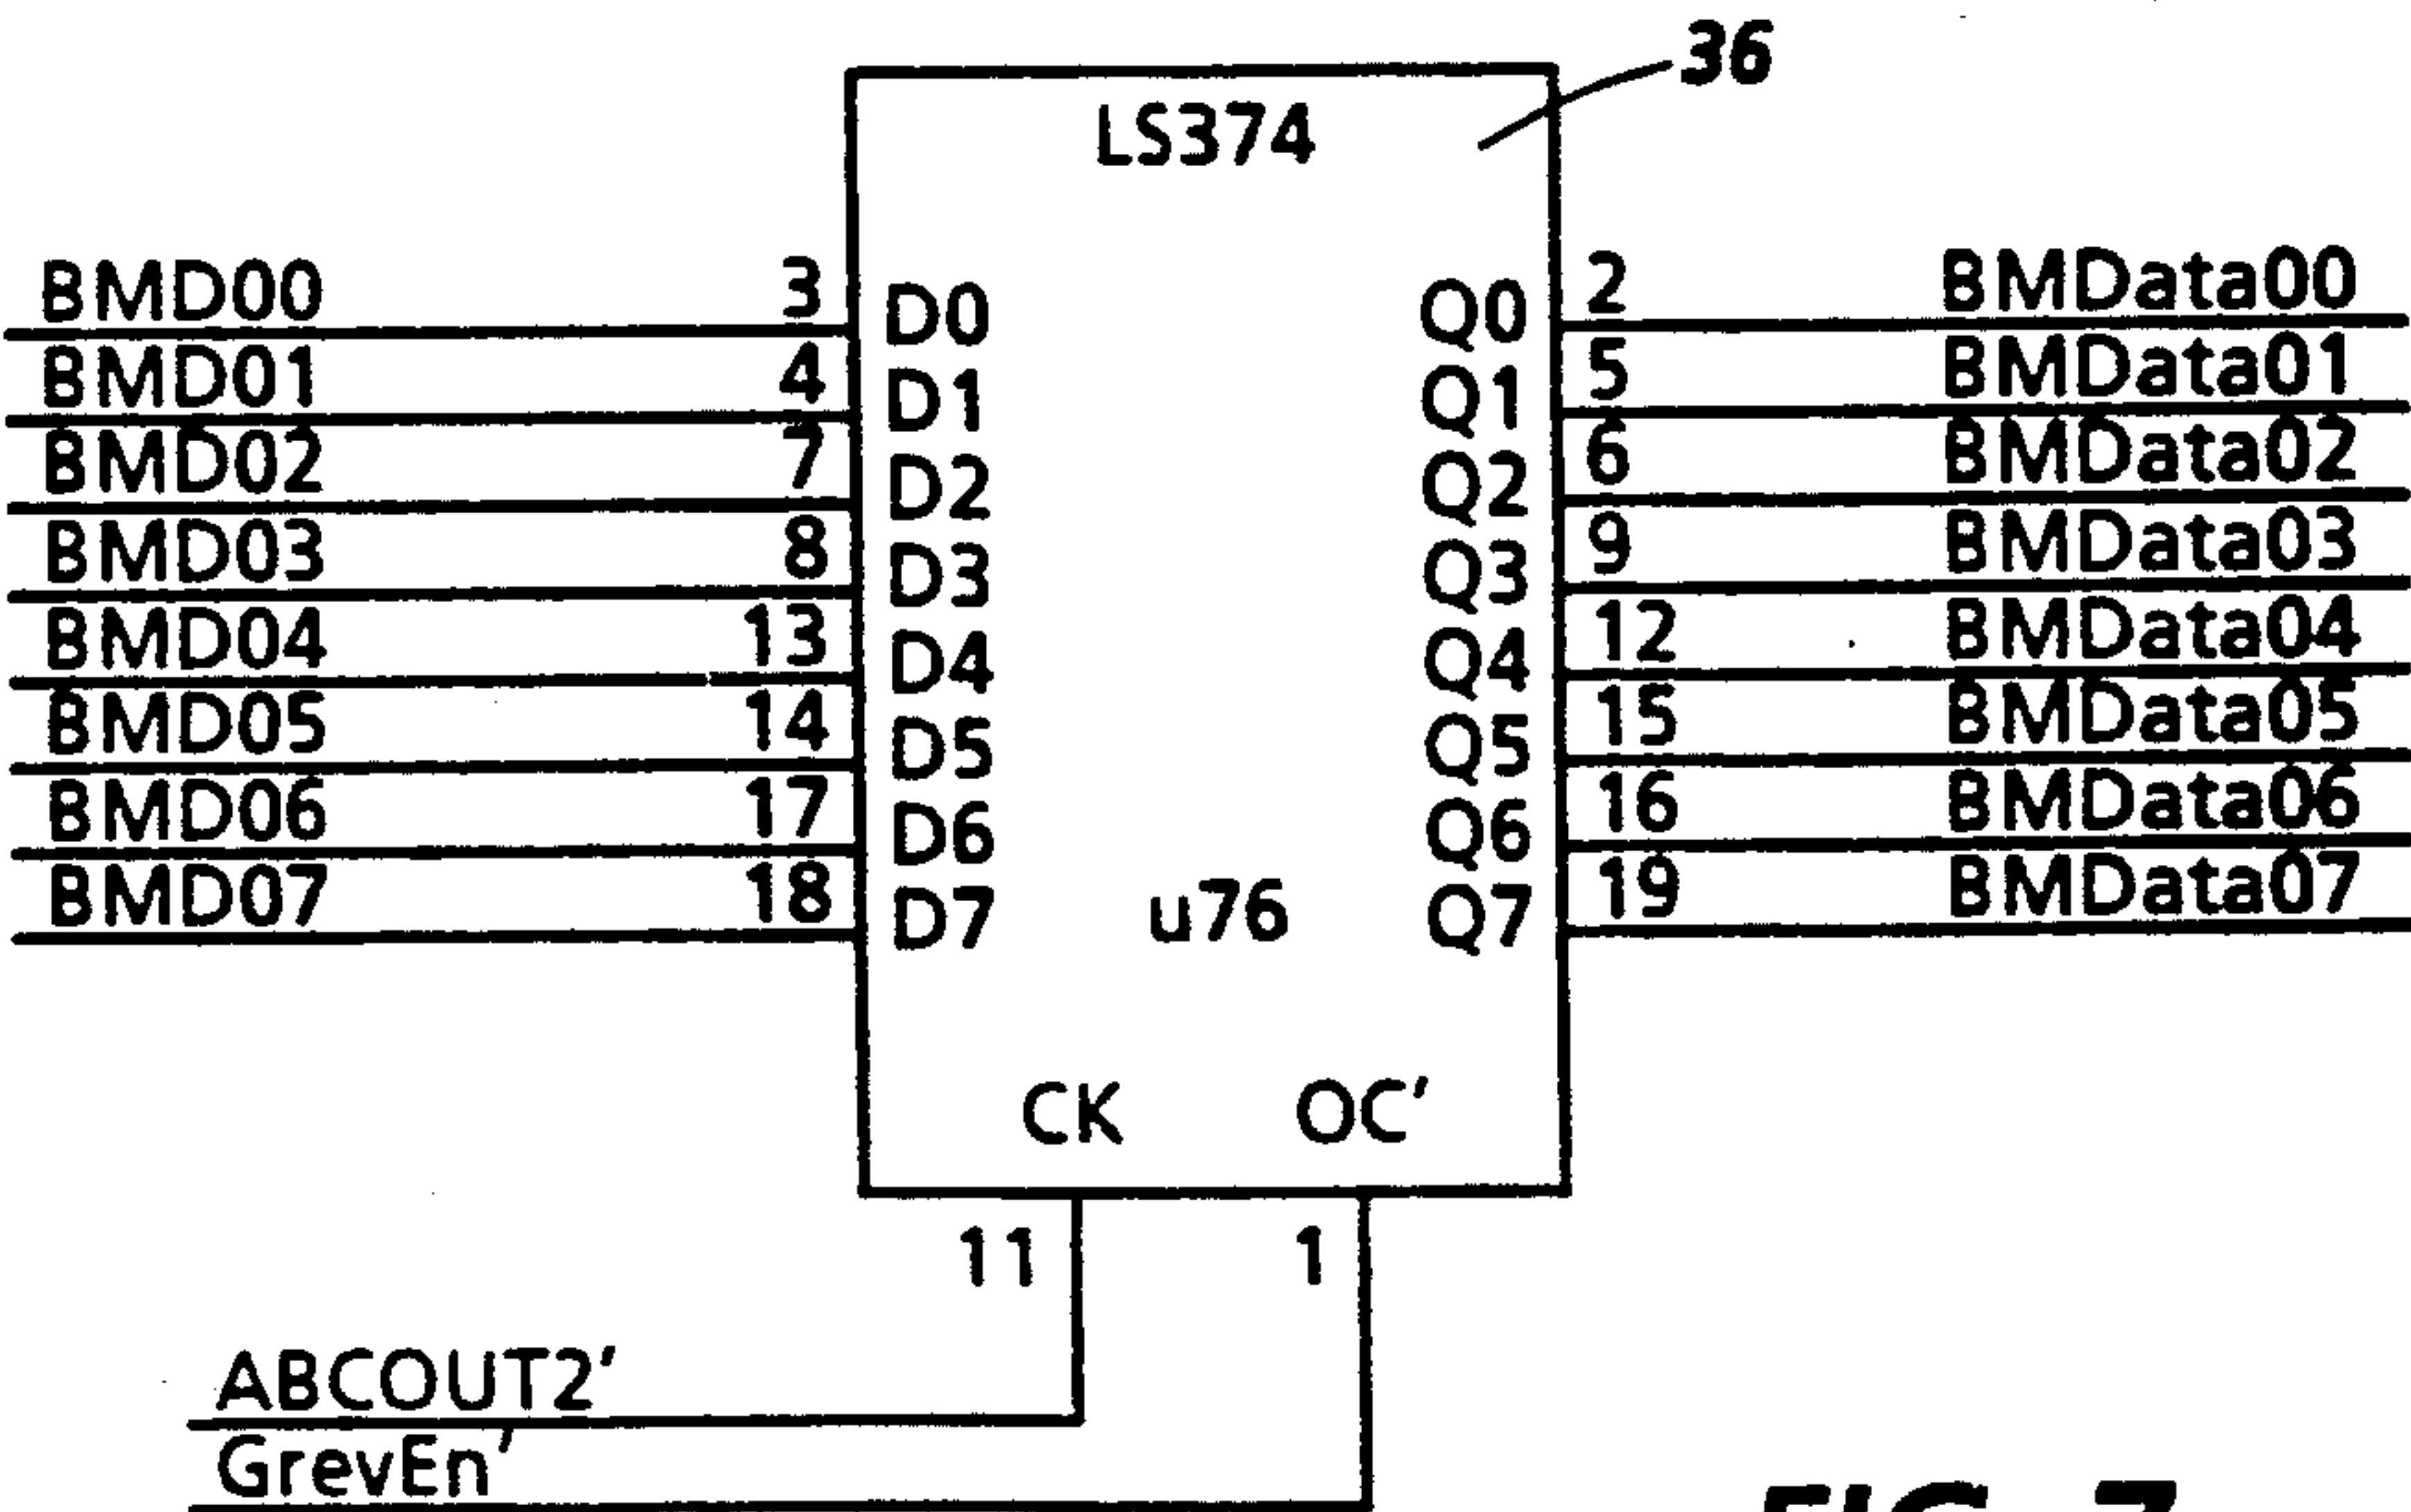 36
LS374
BMD00 3 D0 Q0 2 BMData00
BMD01 4 D1 Q1 5 BMData01
BMD02 7 D2 Q2 6 BMData02
BMD03 8 D3 Q3 9 BMData03
BMD04 13 D4 Q4 12 BMData04
BMD05 14 D5 Q5 15 BMData05
BMD06 17 D6 Q6 16 BMData06
BMD07 18 D7 u76 Q7 19 BMData07
CK OC'
11 1
ABCOUT2'
GrevEn'
FIG. 7